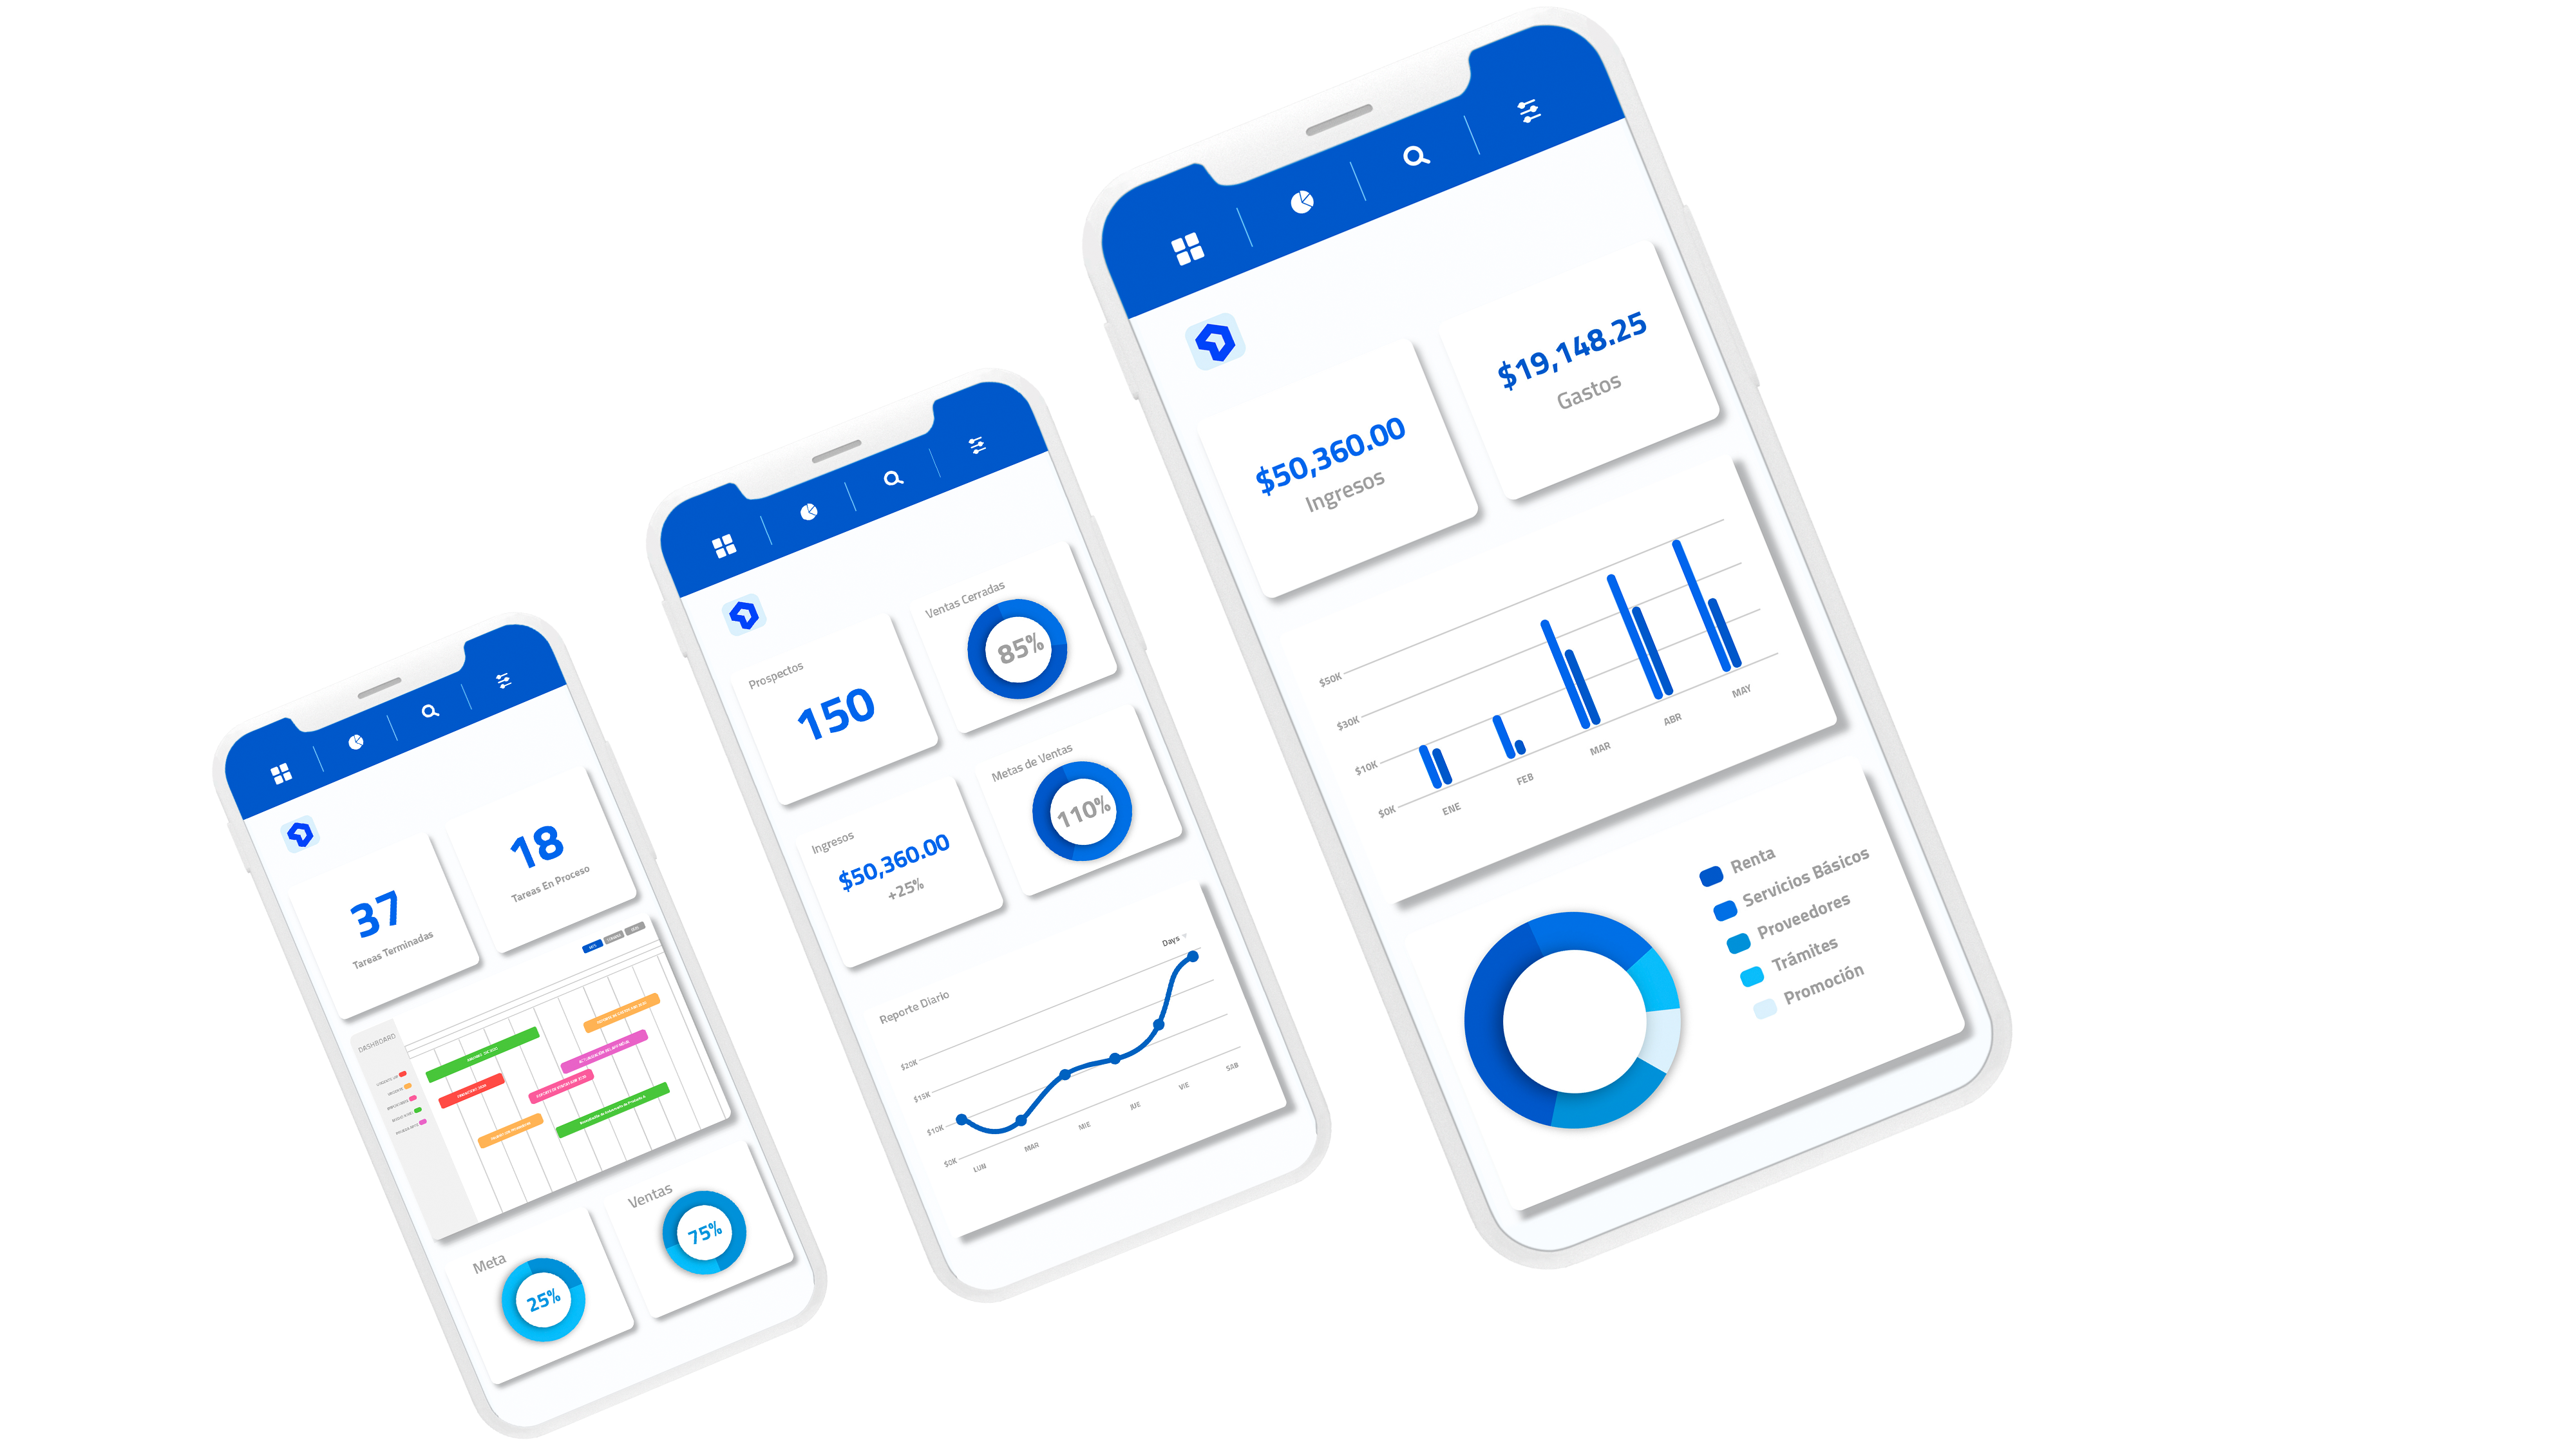 37
Tareas Terminadas
18
Tareas En Proceso
DASHBOARD
Meta
25%
Ventas
75%
Prospectos
150
Ventas Cerradas
85%
Ingresos
$50,360.00
+25%
Metas de Ventas
110%
Reporte Diario
Days
$20K
$15K
$10K
$0K
LUN
MAR
MIE
JUE
VIE
SAB
$50,360.00
Ingresos
$19,148.25
Gastos
$50K
$30K
$10K
$0K
ENE
FEB
MAR
ABR
MAY
Renta
Servicios Básicos
Proveedores
Trámites
Promoción